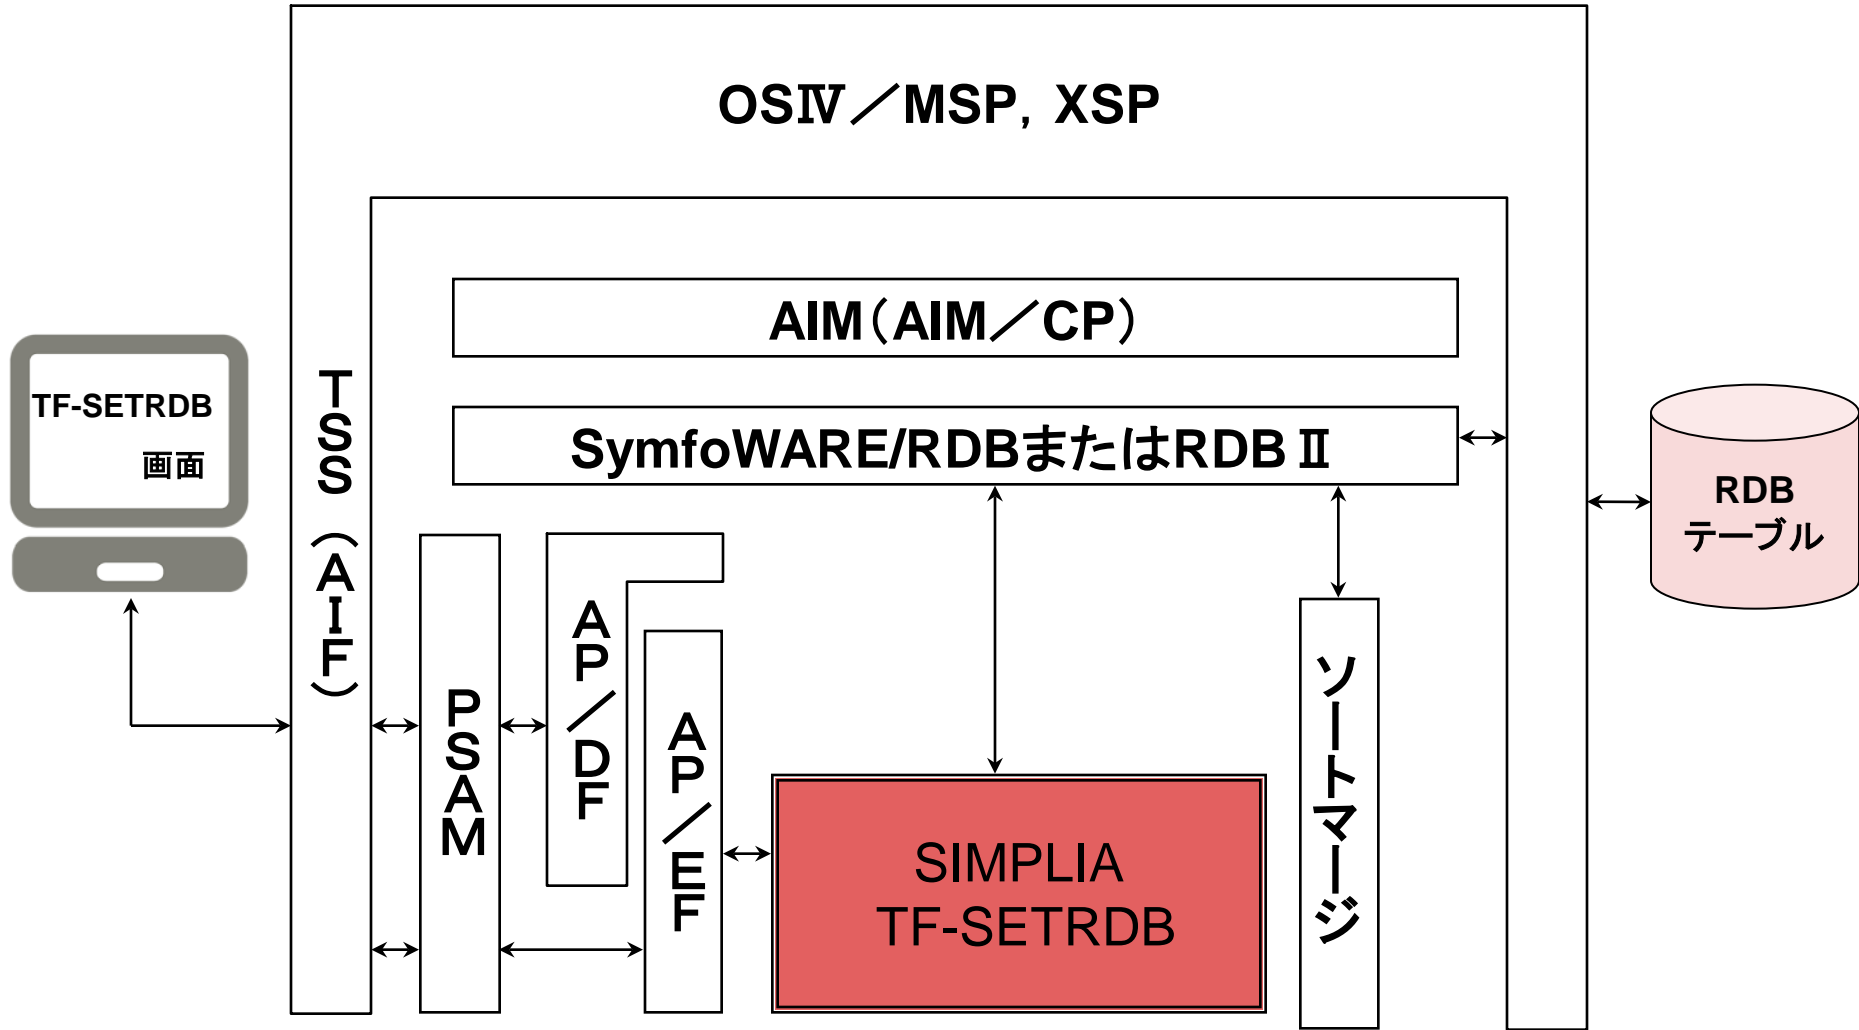 OSⅣ／MSP，XSP
AIM（AIM／CP）
SymfoWARE/RDBまたはRDBⅡ
TF-SETRDB
画面
TSS（AIF）
PSAM
AP／DF
AP／EF
SIMPLIA
TF-SETRDB
ソートマージ
RDB
テーブル